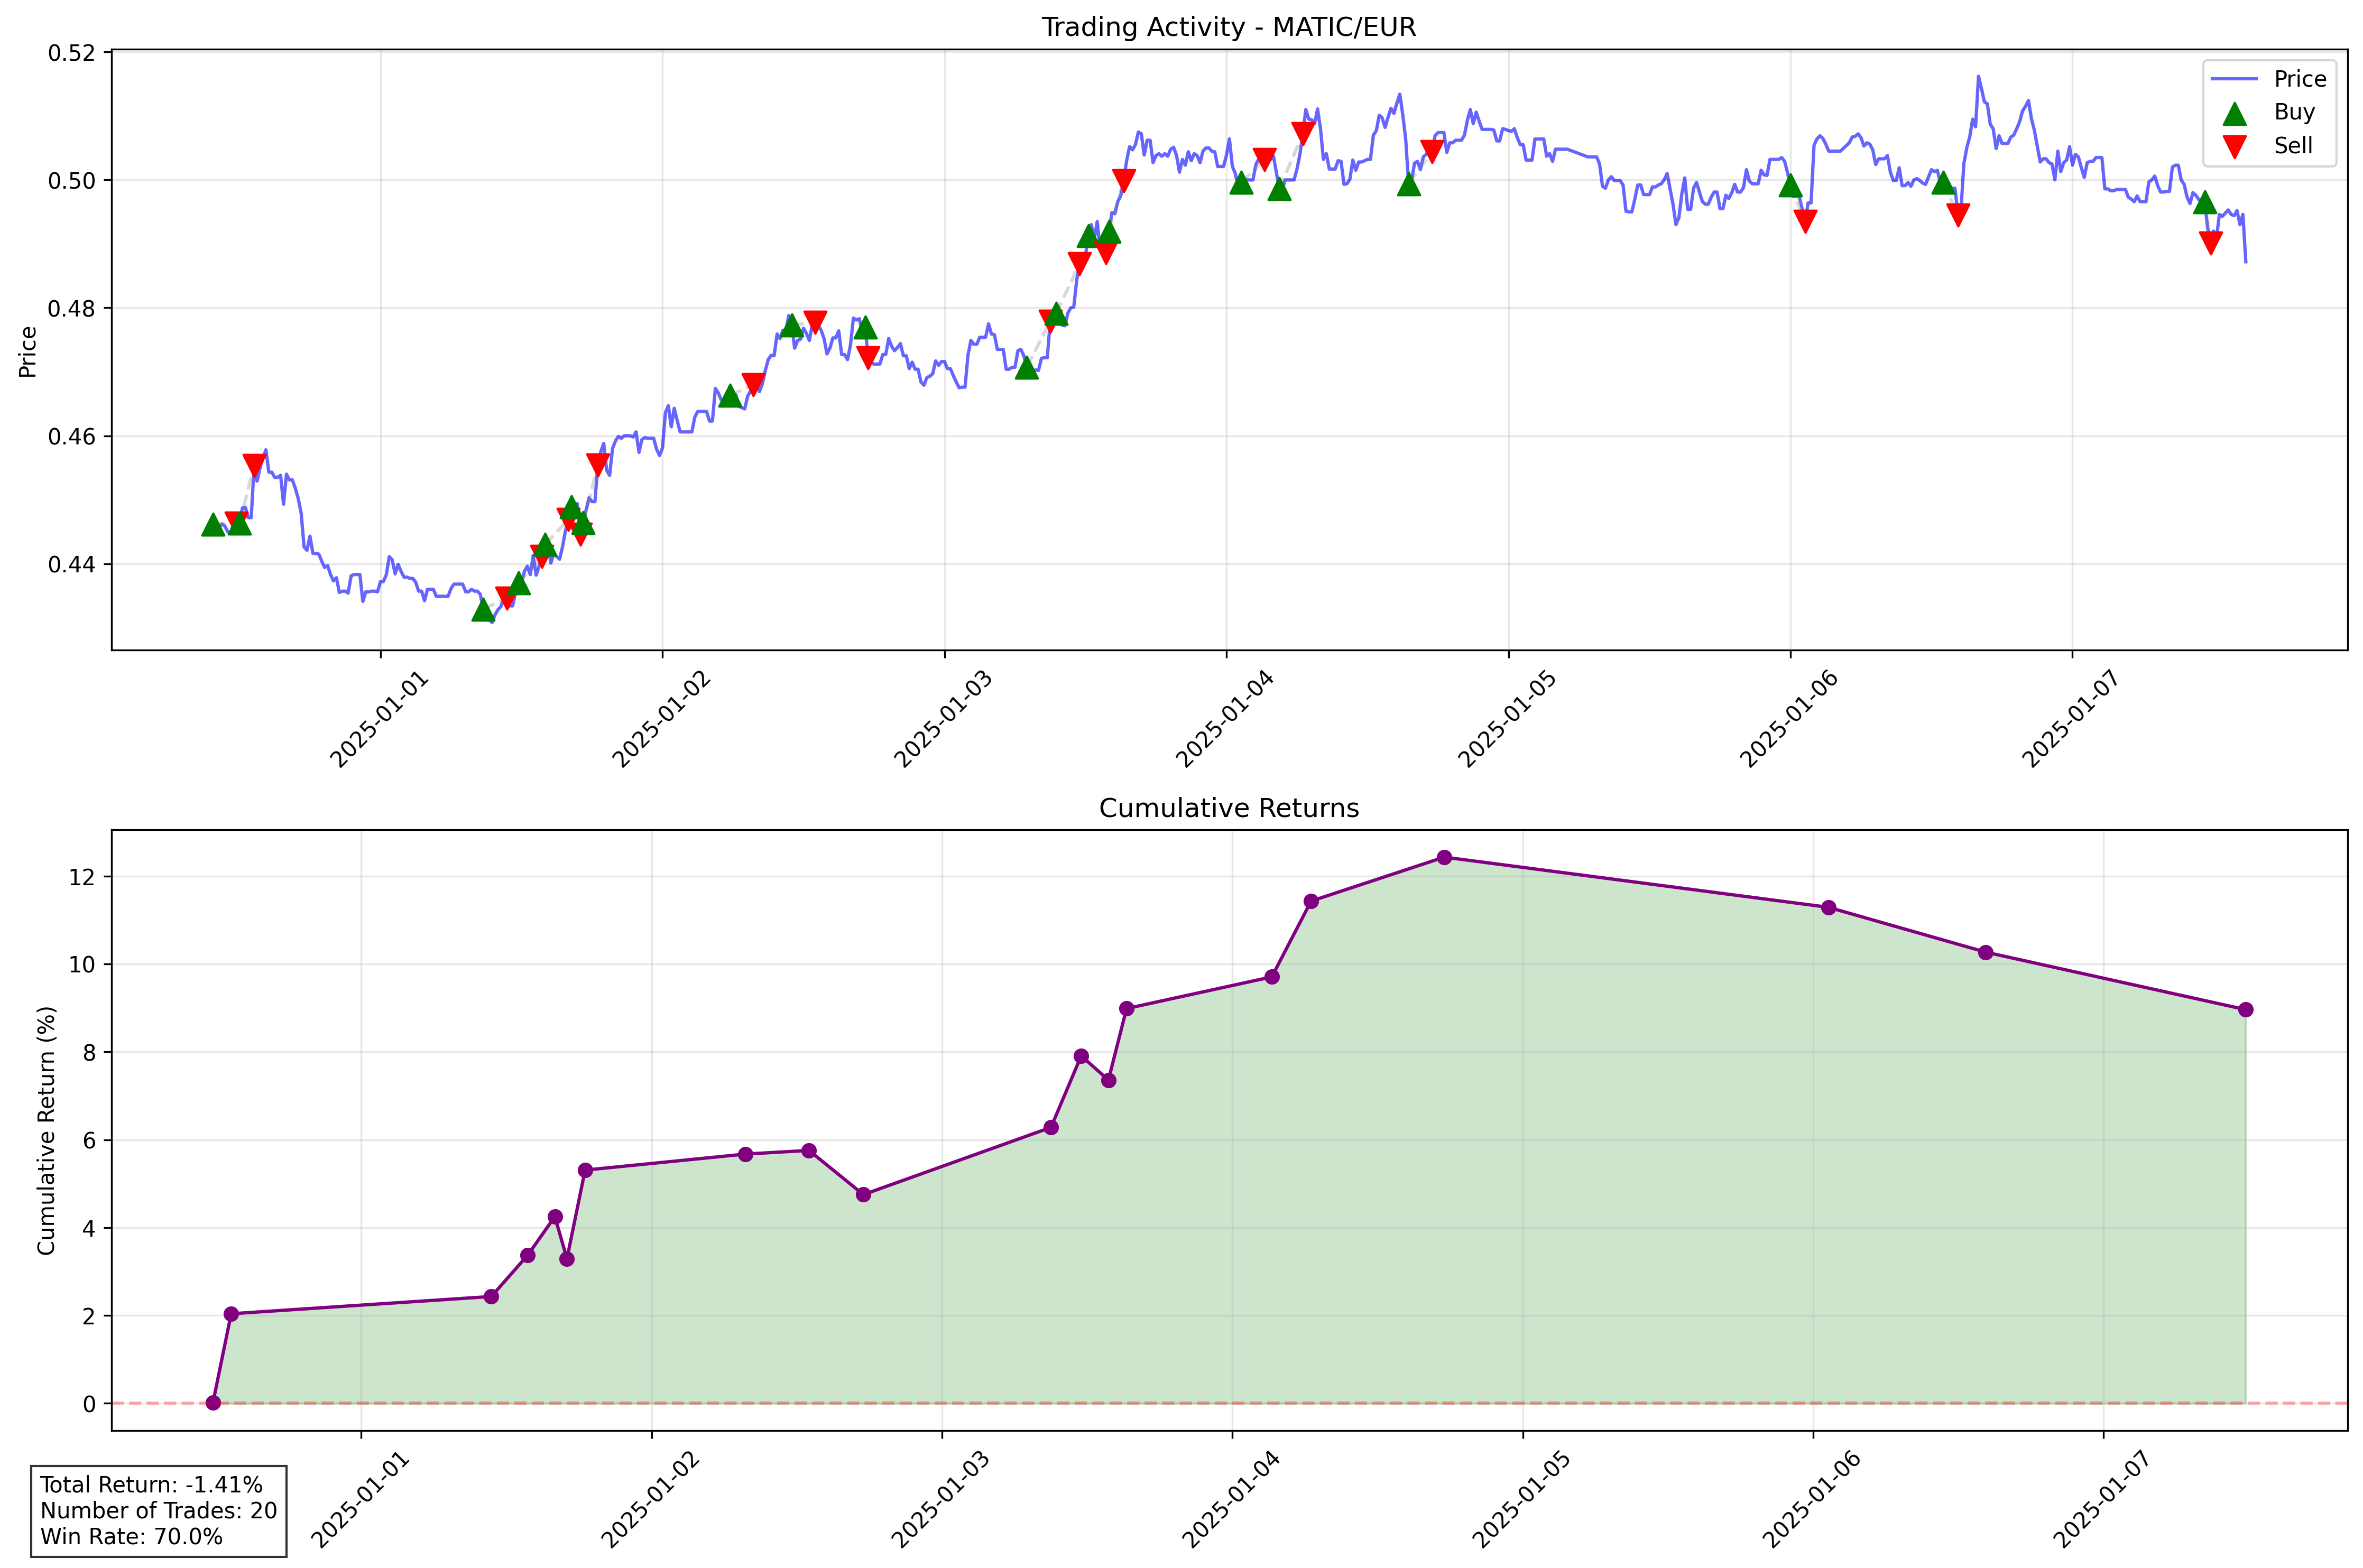 Trading Activity - MATIC/EUR
0.52
0.50
0.48
0.46
0.44
Price
Price
Buy
Sell
2025-01-01
2025-01-02
2025-01-03
2025-01-04
2025-01-05
2025-01-06
2025-01-07
Cumulative Returns
12
10
8
6
4
2
0
Cumulative Return (%)
2025-01-01
2025-01-02
2025-01-03
2025-01-04
2025-01-05
2025-01-06
2025-01-07
Total Return: -1.41%
Number of Trades: 20
Win Rate: 70.0%